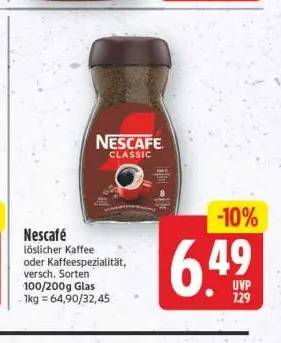 NESCAFÉ
CLASSIC
Nescafé
löslicher Kaffee
oder Kaffeespezialität,
versch. Sorten
100/200g Glas
1kg = 64,90/32,45
-10%
6.49
UVP
7.29